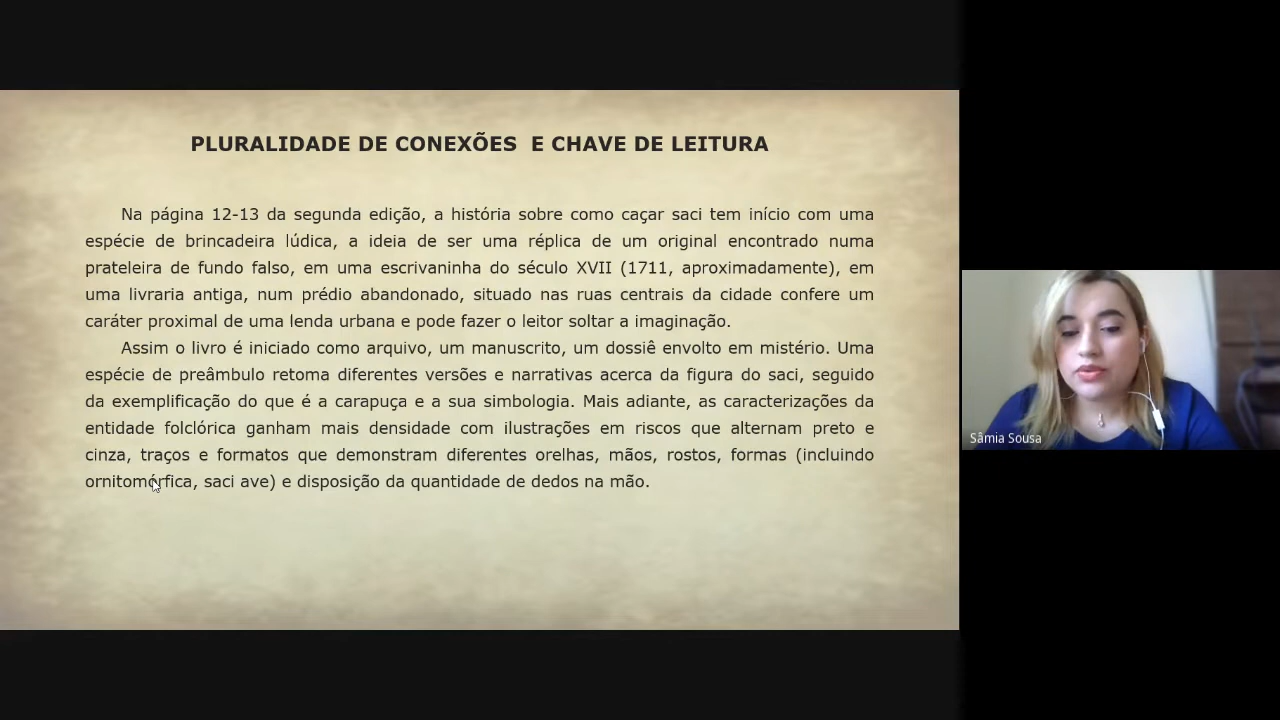 PLURALIDADE DE CONEXÕES E CHAVE DE LEITURA
Na página 12-13 da segunda edição, a história sobre como caçar saci tem início com uma
espécie de brincadeira lúdica, a ideia de ser uma réplica de um original encontrado numa
prateleira de fundo falso, em uma escrivaninha do século XVII (1711, aproximadamente), em
uma livraria antiga, num prédio abandonado, situado nas ruas centrais da cidade confere um
caráter proximal de uma lenda urbana e pode fazer o leitor soltar a imaginação.
Assim o livro é iniciado como arquivo, um manuscrito, um dossiê envolto em mistério. Uma
espécie de preâmbulo retoma diferentes versões e narrativas acerca da figura do saci, seguido
da exemplificação do que é a carapuça e a sua simbologia. Mais adiante, as caracterizações da
entidade folclórica ganham mais densidade com ilustrações em riscos que alternam preto e
cinza, traços e formatos que demonstram diferentes orelhas, mãos, rostos, formas (incluindo
ornitomórfica, saci ave) e disposição da quantidade de dedos na mão.
Sâmia Sousa